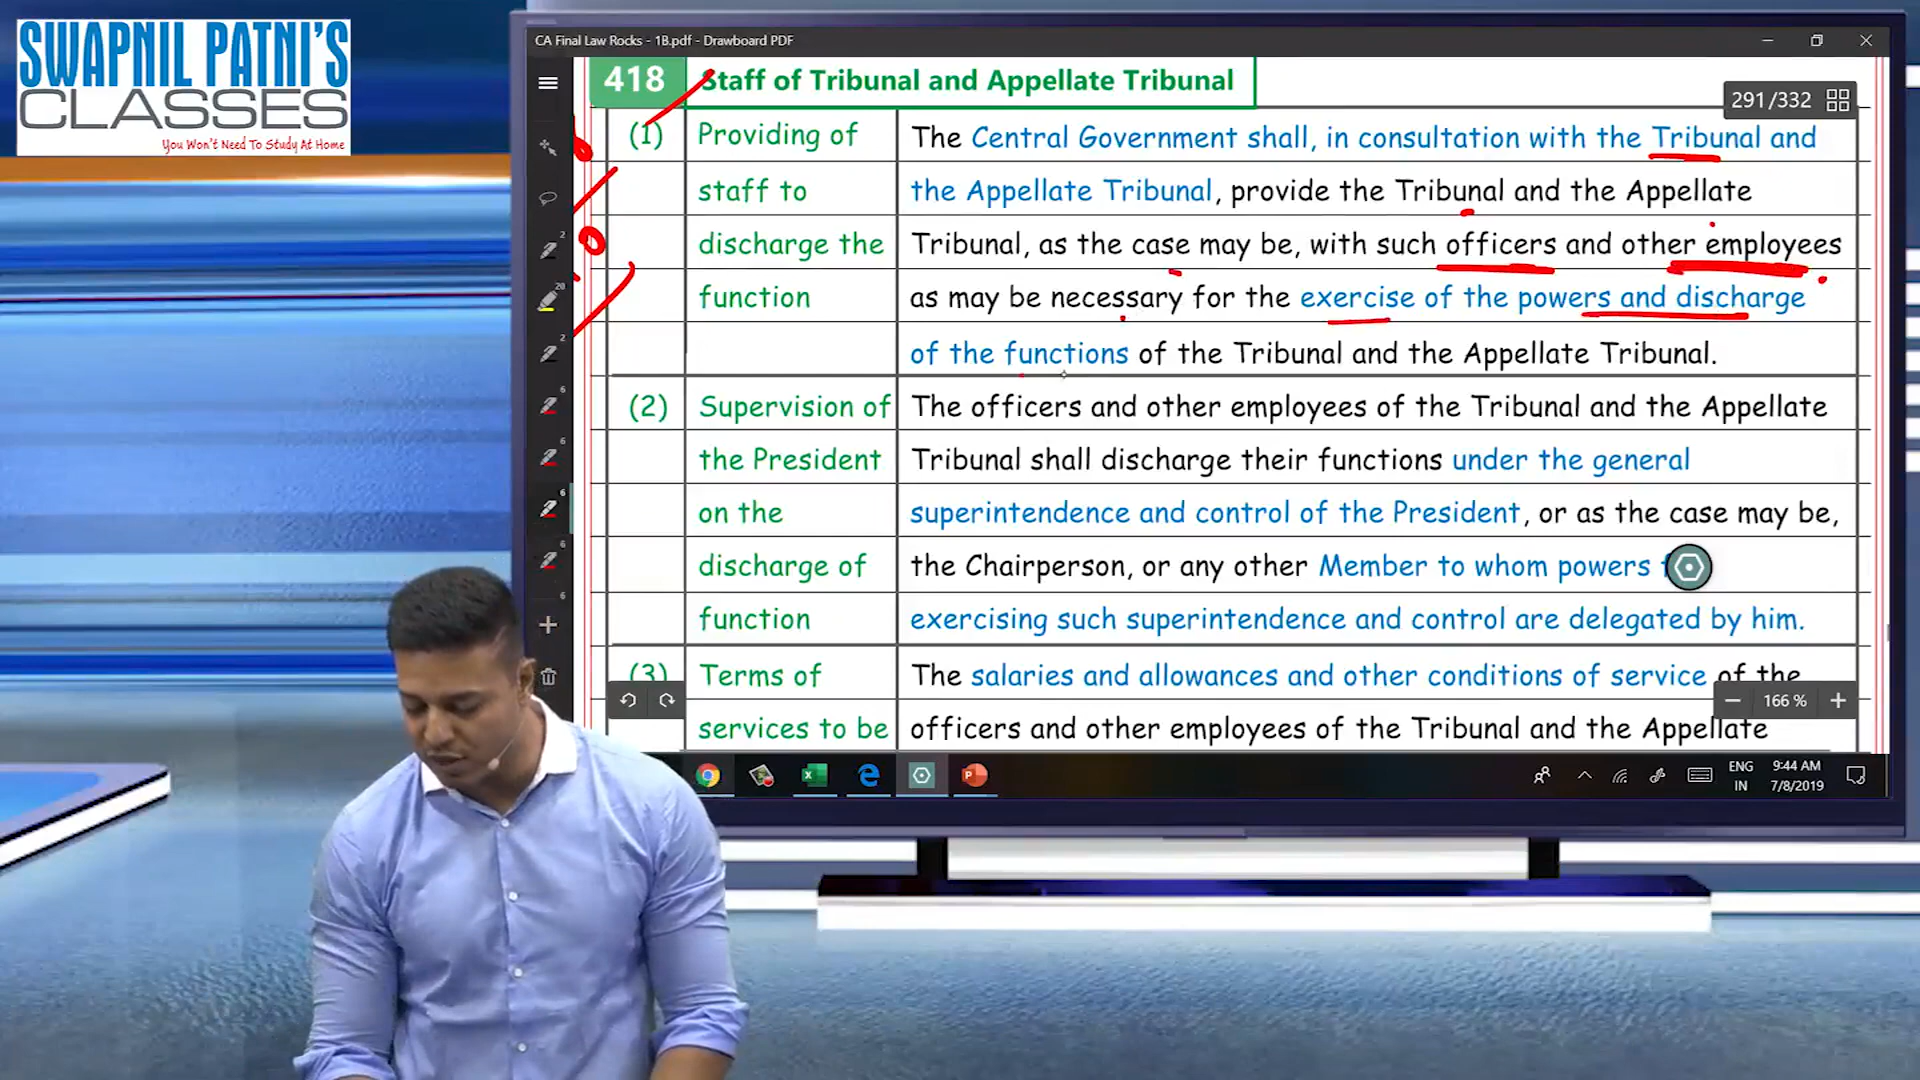 SWAPNIL PATNI'S
CLASSES
You Won't Need To Study At Home
CA Final Law Rocks - 1B.pdf - Drawboard PDF
418 Staff of Tribunal and Appellate Tribunal
291/332
(1) Providing of The Central Government shall, in consultation with the Tribunal and
staff to the Appellate Tribunal, provide the Tribunal and the Appellate
discharge the Tribunal, as the case may be, with such officers and other employees
function as may be necessary for the exercise of the powers and discharge
of the functions of the Tribunal and the Appellate Tribunal.
(2) Supervision of The officers and other employees of the Tribunal and the Appellate
the President Tribunal shall discharge their functions under the general
on the superintendence and control of the President, or as the case may be,
discharge of the Chairperson, or any other Member to whom powers
function exercising such superintendence and control are delegated by him.
(3) Terms of The salaries and allowances and other conditions of service of the
services to be officers and other employees of the Tribunal and the Appellate
166 %
2
20
2
6
6
6
6
6
ENG
IN
9:44 AM
7/8/2019